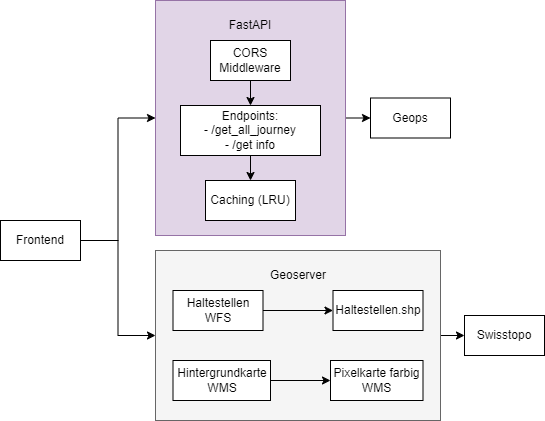 FastAPI
CORS
Middleware
Endpoints:
- /get_all_journey
- /get info
Caching (LRU)
Geops
Frontend
Geoserver
Haltestellen
WFS
Haltestellen.shp
Hintergrundkarte
WMS
Pixelkarte farbig
WMS
Swisstopo